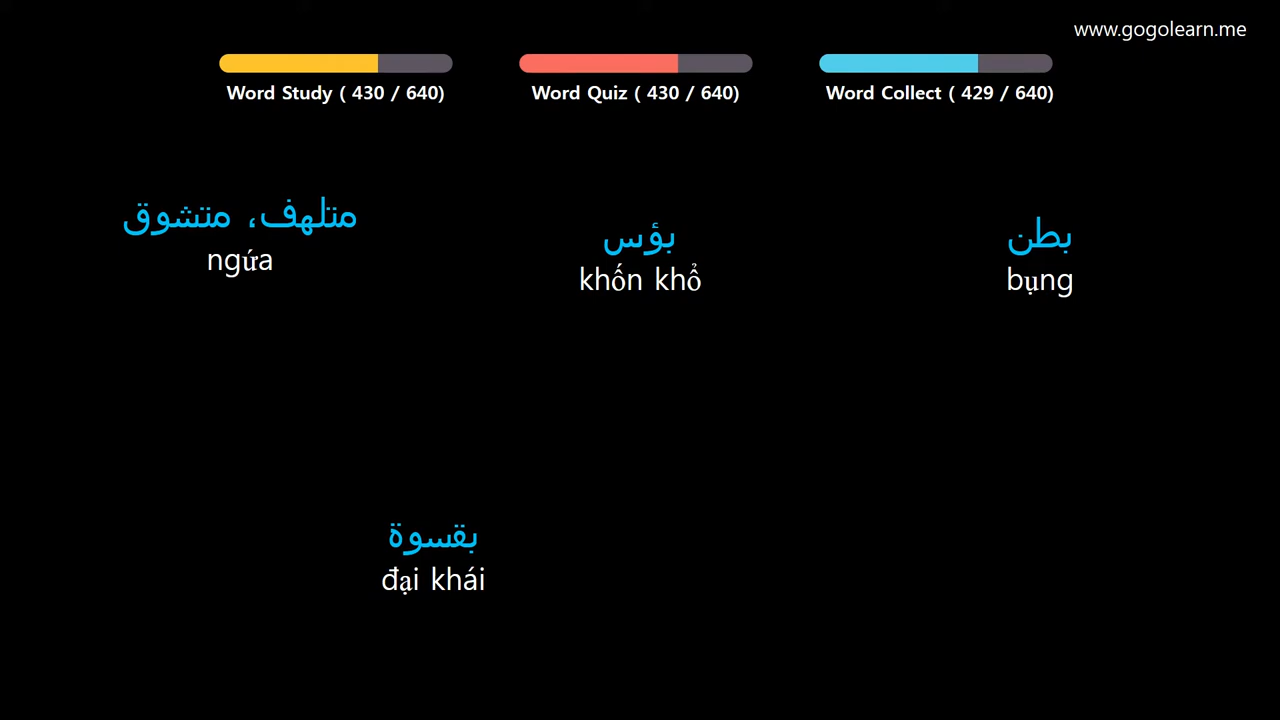 www.gogolearn.me
Word Study ( 430 / 640)
Word Quiz ( 430 / 640)
Word Collect ( 429 / 640)
متلهف، متشوق
ngứa
بؤس
khốn khổ
بطن
bụng
بقسوة
đại khái